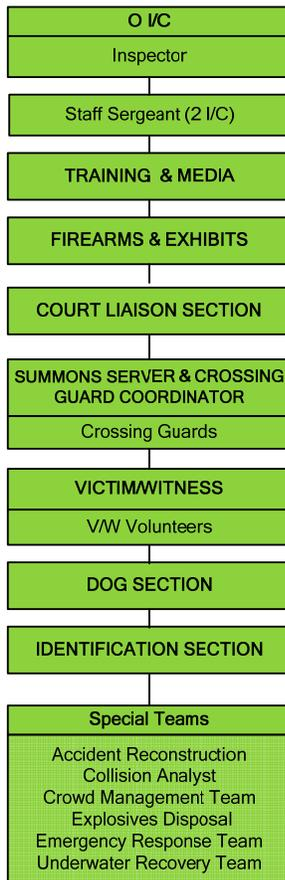 O I/C
Inspector
Staff Sergeant (2 I/C)
TRAINING & MEDIA
FIREARMS & EXHIBITS
COURT LIAISON SECTION
SUMMONS SERVER & CROSSING
GUARD COORDINATOR
Crossing Guards
VICTIM/WITNESS
V/W Volunteers
DOG SECTION
IDENTIFICATION SECTION
Special Teams
Accident Reconstruction
Collision Analyst
Crowd Management Team
Explosives Disposal
Emergency Response Team
Underwater Recovery Team